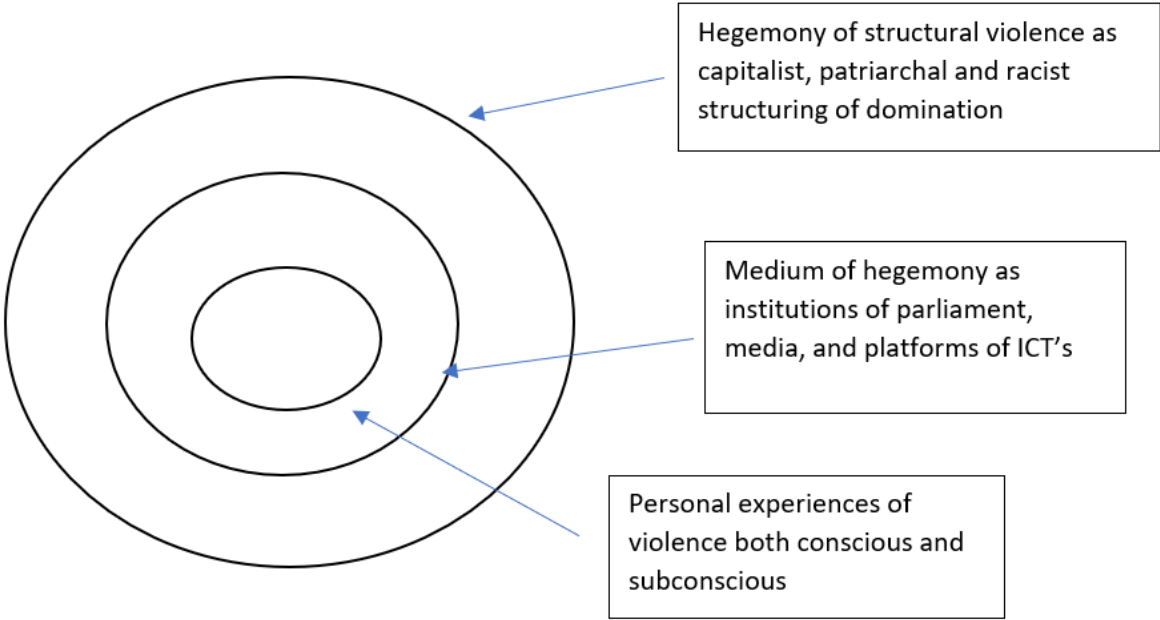 Hegemony of structural violence as
capitalist, patriarchal and racist
structuring of domination
Medium of hegemony as
institutions of parliament,
media, and platforms of ICT’s
Personal experiences of
violence both conscious and
subconscious